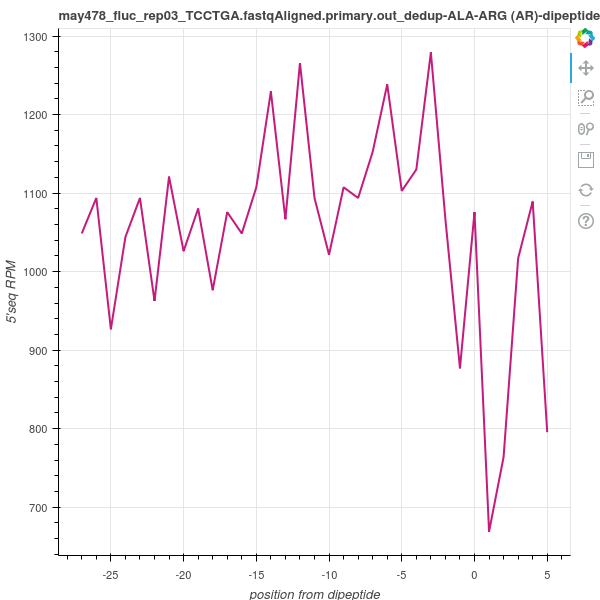 may478_fluc_rep03_TCCTGA.fastqAligned.primary.out_dedup-ALA-ARG (AR)-dipeptide
1300
1200
1100
1000
900
800
700
5'seq RPM
-25 -20 -15 -10 -5 0 5
position from dipeptide